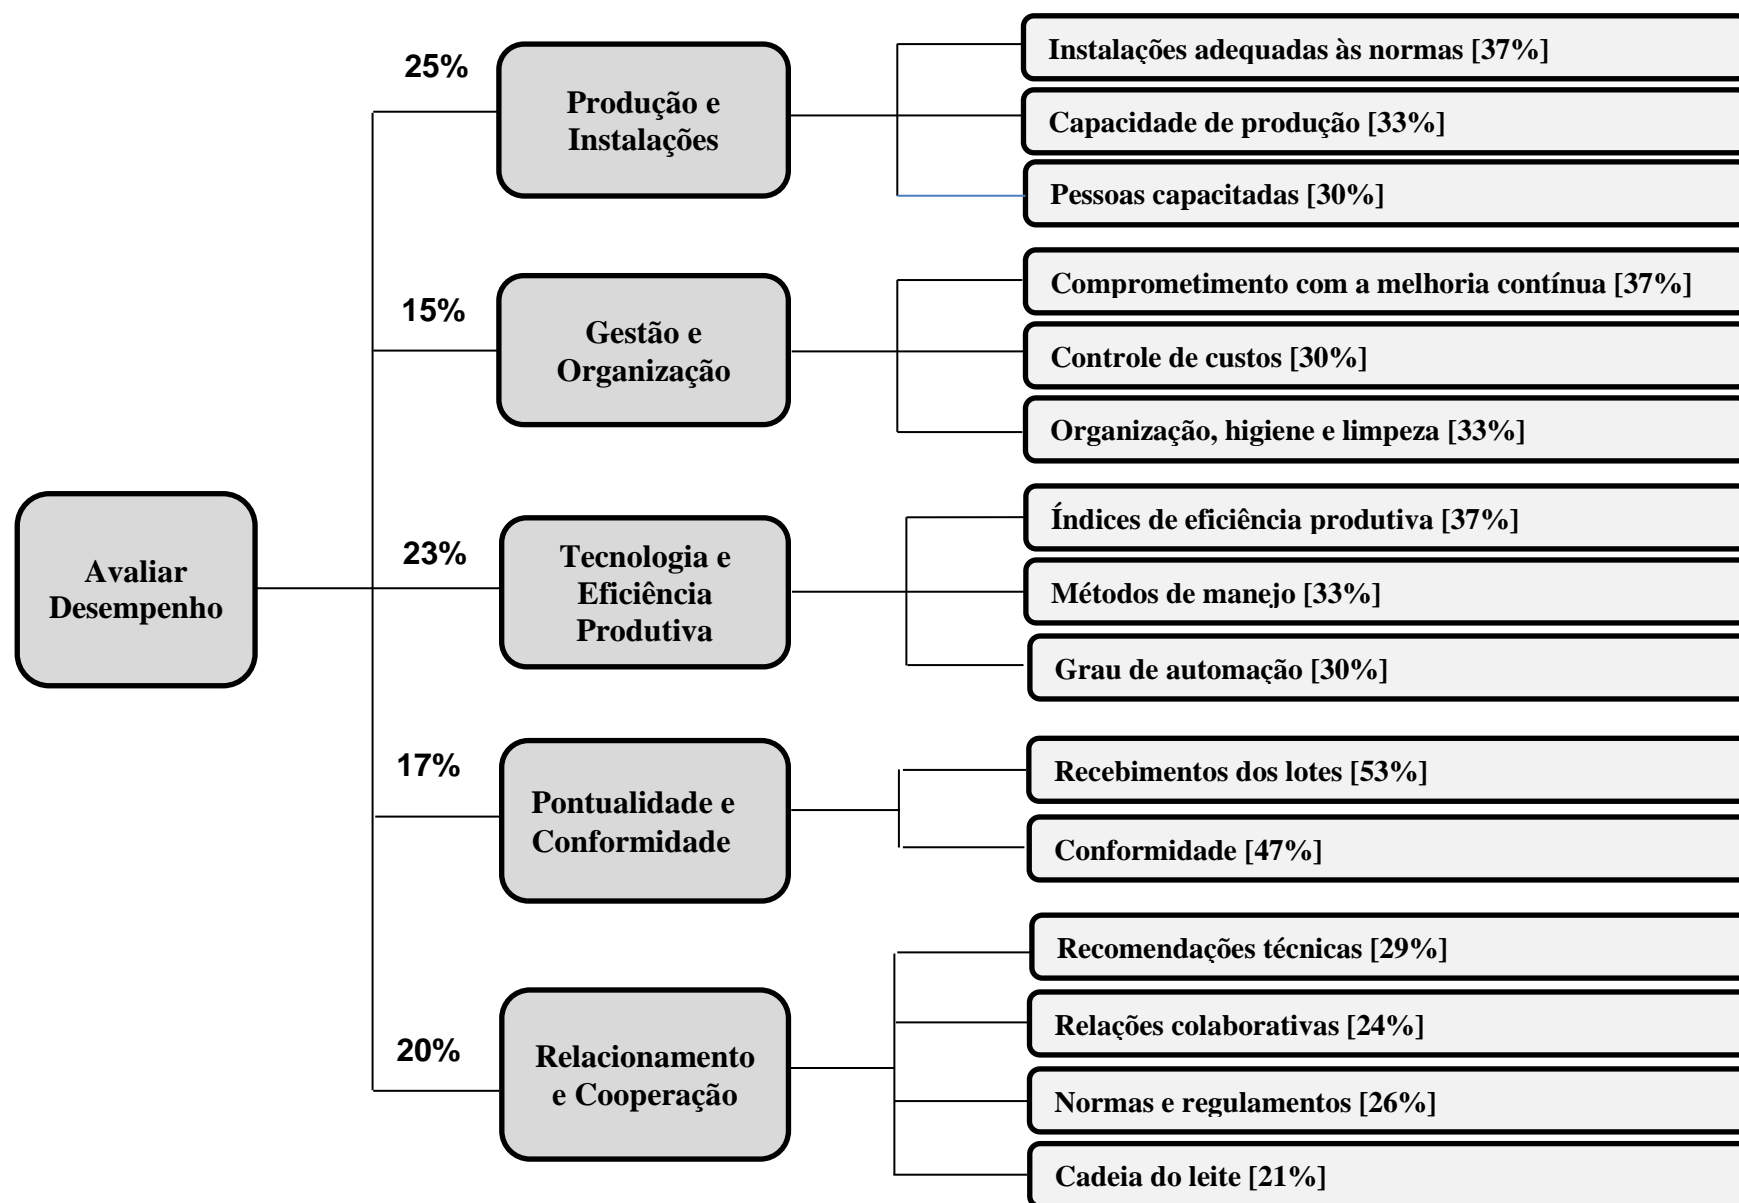 25%
Produção e
Instalações
Instalações adequadas às normas [37%]
Capacidade de produção [33%]
Pessoas capacitadas [30%]
15%
Gestão e
Organização
Comprometimento com a melhoria contínua [37%]
Controle de custos [30%]
Organização, higiene e limpeza [33%]
Avaliar
Desempenho
23%
Tecnologia e
Eficiência
Produtiva
Índices de eficiência produtiva [37%]
Métodos de manejo [33%]
Grau de automação [30%]
17%
Pontualidade e
Conformidade
Recebimentos dos lotes [53%]
Conformidade [47%]
20%
Relacionamento
e Cooperação
Recomendações técnicas [29%]
Relações colaborativas [24%]
Normas e regulamentos [26%]
Cadeia do leite [21%]